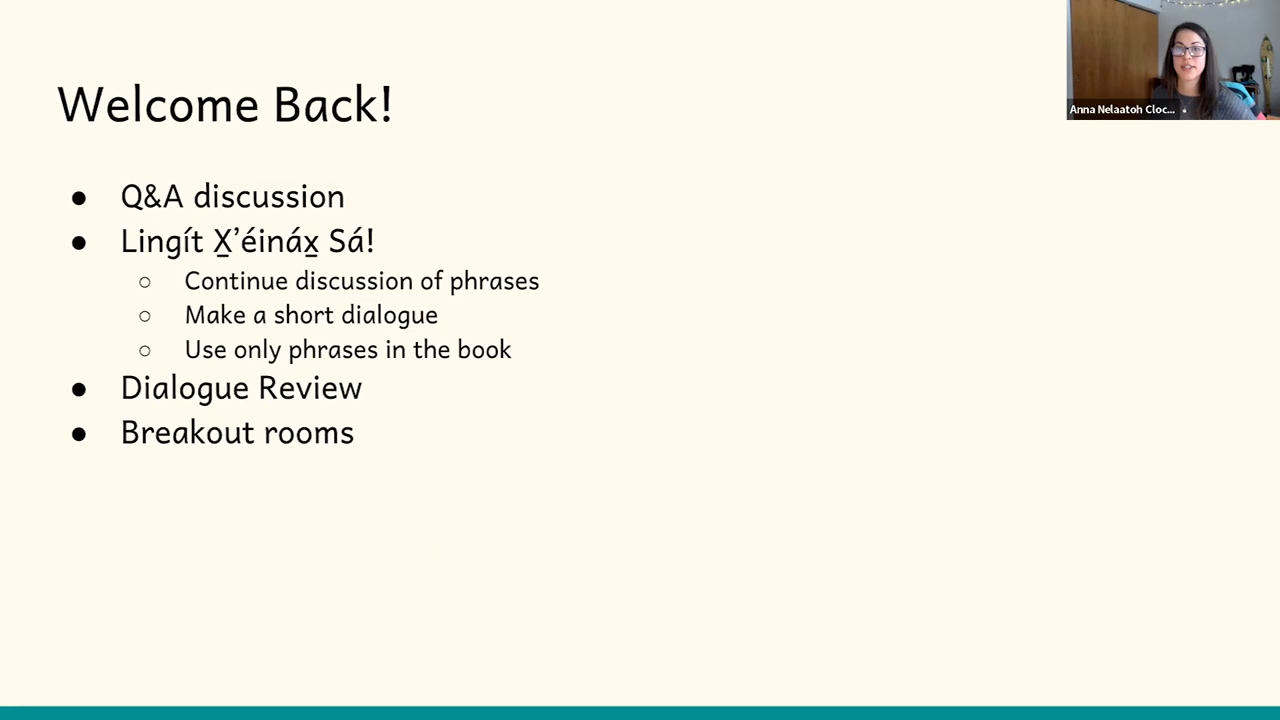 Welcome Back!
Anna Nelaatoh Cloc...
● Q&A discussion
● Lingít X̱’éináx̱ Sá!
○ Continue discussion of phrases
○ Make a short dialogue
○ Use only phrases in the book
● Dialogue Review
● Breakout rooms